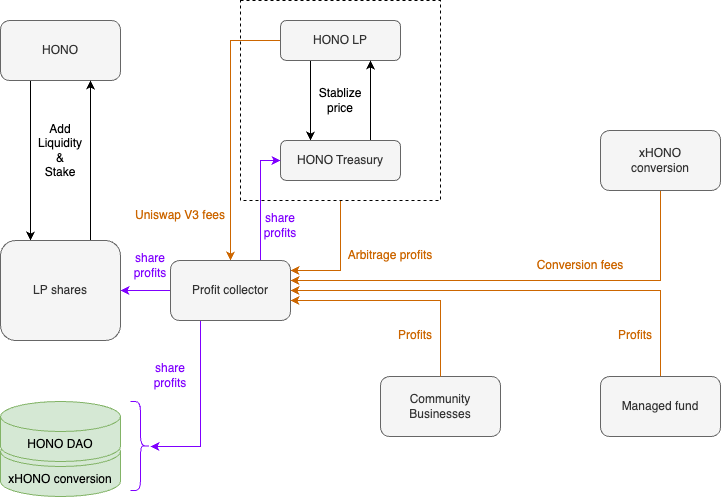 HONO
HONO LP
Add
Liquidity
&
Stake
Stablize
price
HONO Treasury
xHONO
conversion
Uniswap V3 fees
share
profits
Arbitrage profits
share
profits
Conversion fees
LP shares
Profit collector
Profits
Profits
share
profits
Community
Businesses
Managed fund
HONO DAO
xHONO conversion